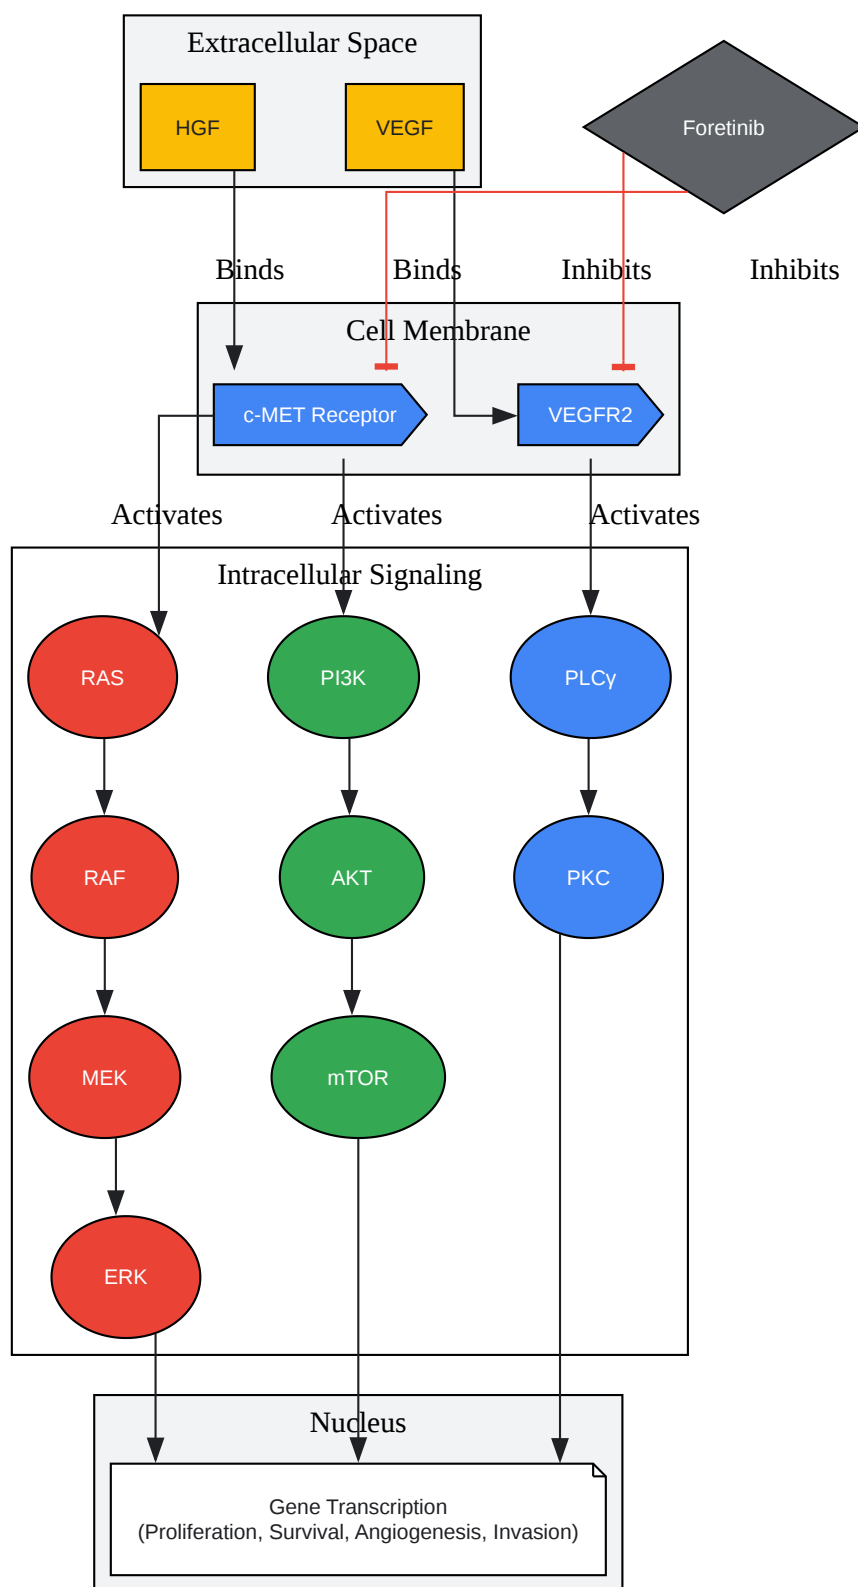 Extracellular Space
HGF
VEGF
Foretinib
Binds
Binds
Inhibits
Inhibits
Cell Membrane
c-MET Receptor
VEGFR2
Activates
Activates
Activates
Intracellular Signaling
RAS
PI3K
PLCγ
RAF
AKT
PKC
MEK
mTOR
ERK
Nucleus
Gene Transcription
(Proliferation, Survival, Angiogenesis, Invasion)